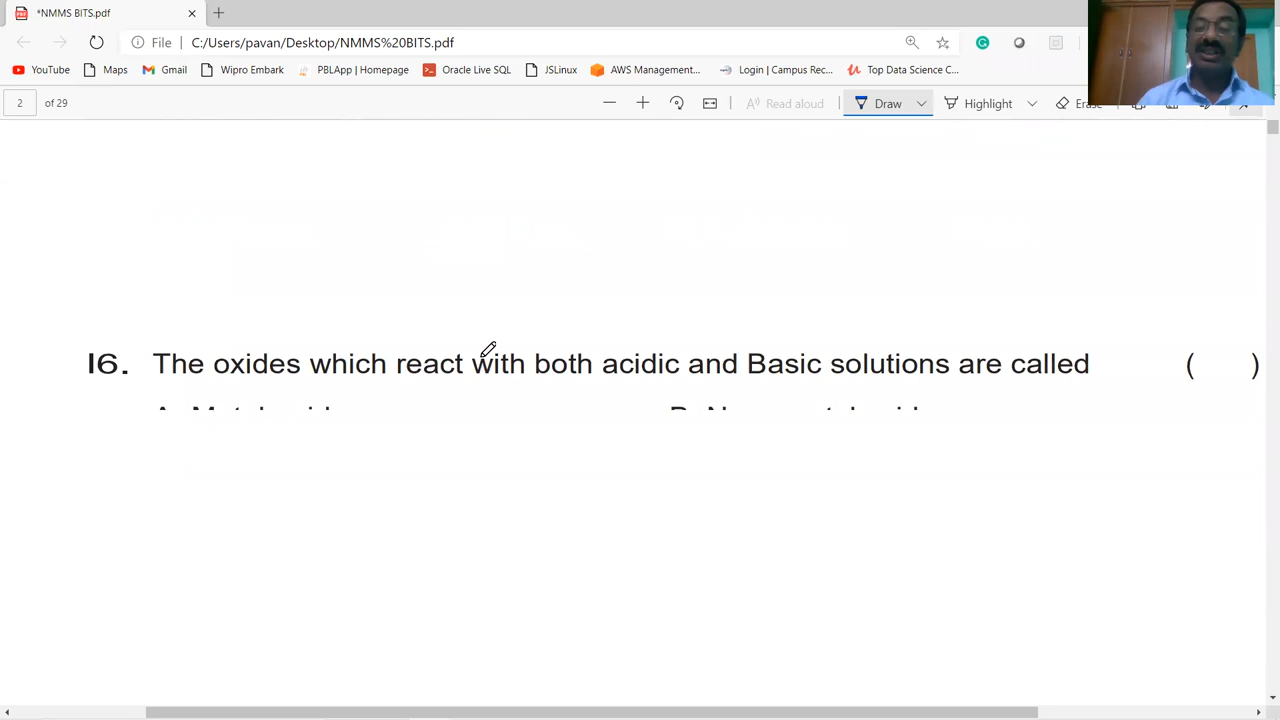 *NMMS BITS.pdf
File C:/Users/pavan/Desktop/NMMS%20BITS.pdf
YouTube Maps Gmail Wipro Embark PBLApp | Homepage Oracle Live SQL JSLinux AWS Management... Login | Campus Rec... Top Data Science C...
2 of 29 Read aloud Draw Highlight Erase
16. The oxides which react with both acidic and Basic solutions are called ( )